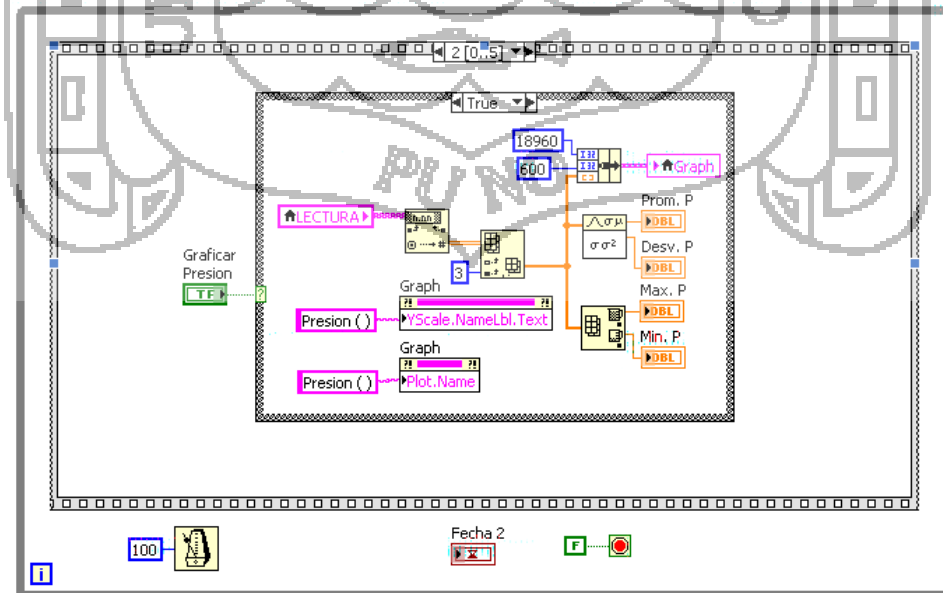 2 [0..5]
True
18960
600
Graph
LECTURA
Prom. P
DBL
Desv. P
DBL
3
Graficar
Presion
TF
?
Graph
Presion ( )
YScale.NameLbl.Text
Max. P
DBL
Min. P
DBL
Graph
Presion ( )
Plot.Name
100
Fecha 2
F
i